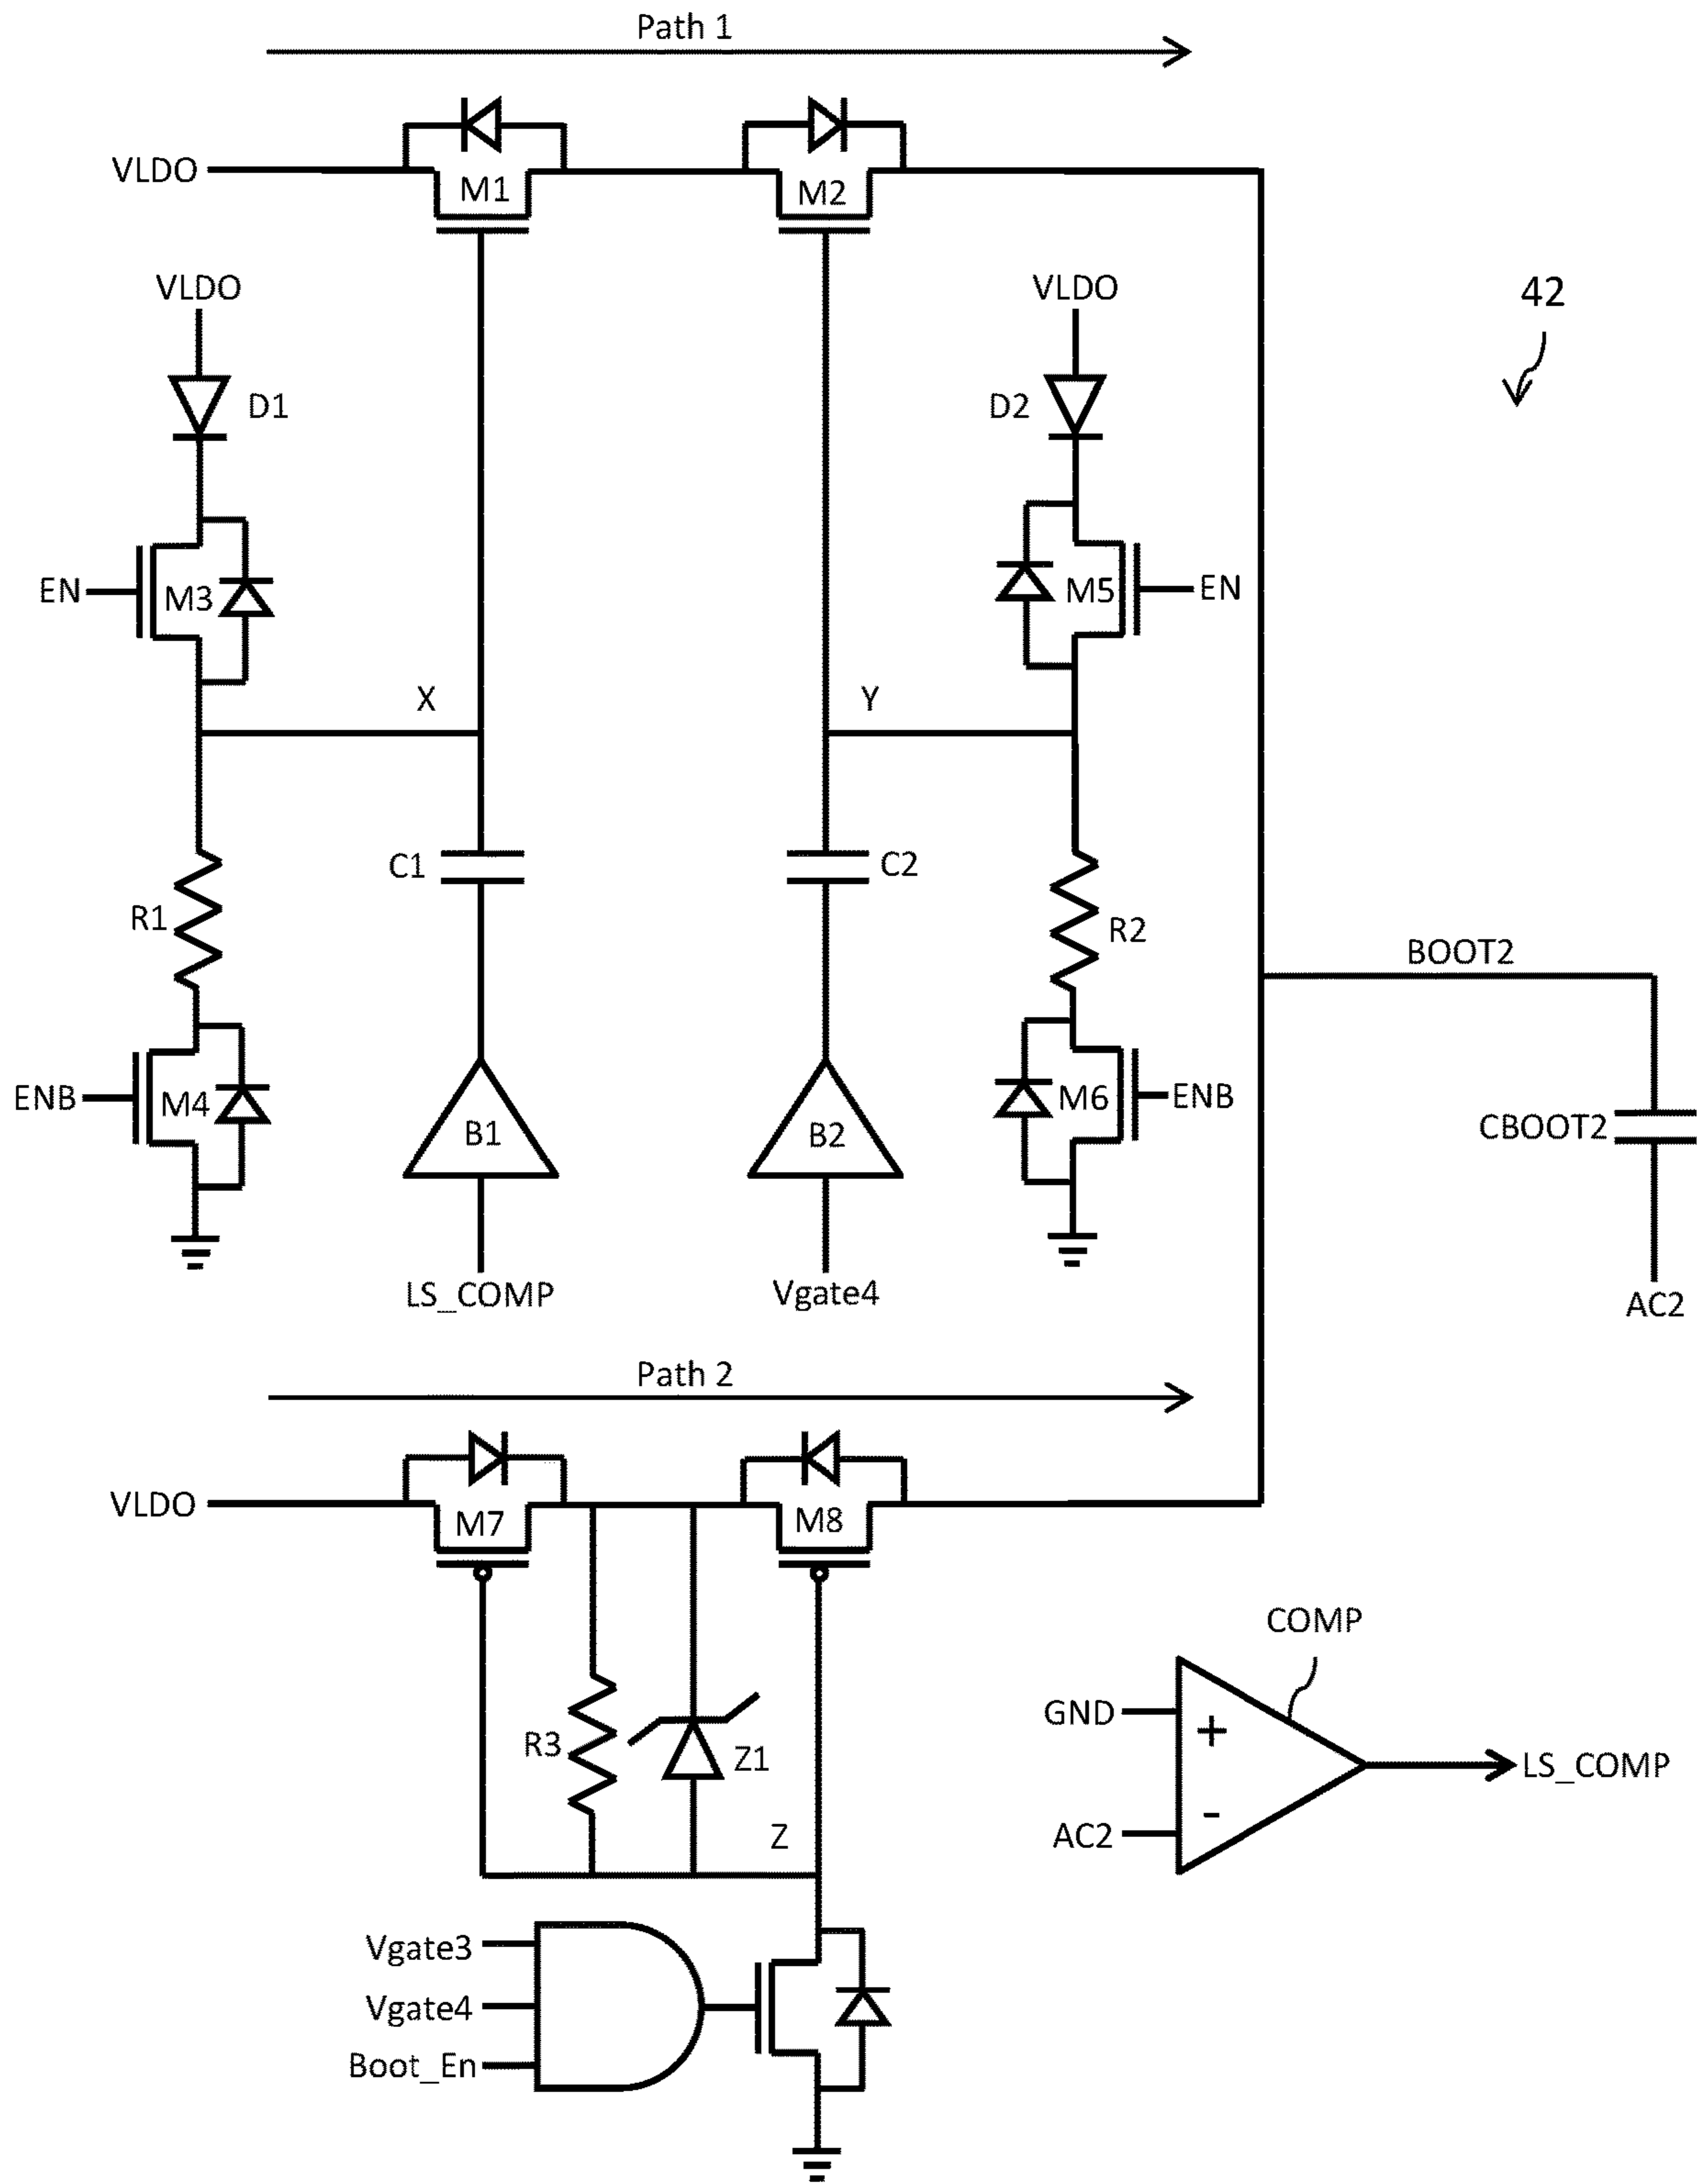 Path 1
VLDO
M1
M2
VLDO
VLDO
42
D1
D2
EN
M3
M5
EN
X
Y
C1
C2
R1
R2
BOOT2
ENB
M4
B1
B2
M6
ENB
CBOOT2
LS_COMP
Vgate4
AC2
Path 2
VLDO
M7
M8
COMP
GND
+
R3
Z1
LS_COMP
-
Z
AC2
Vgate3
Vgate4
Boot_En